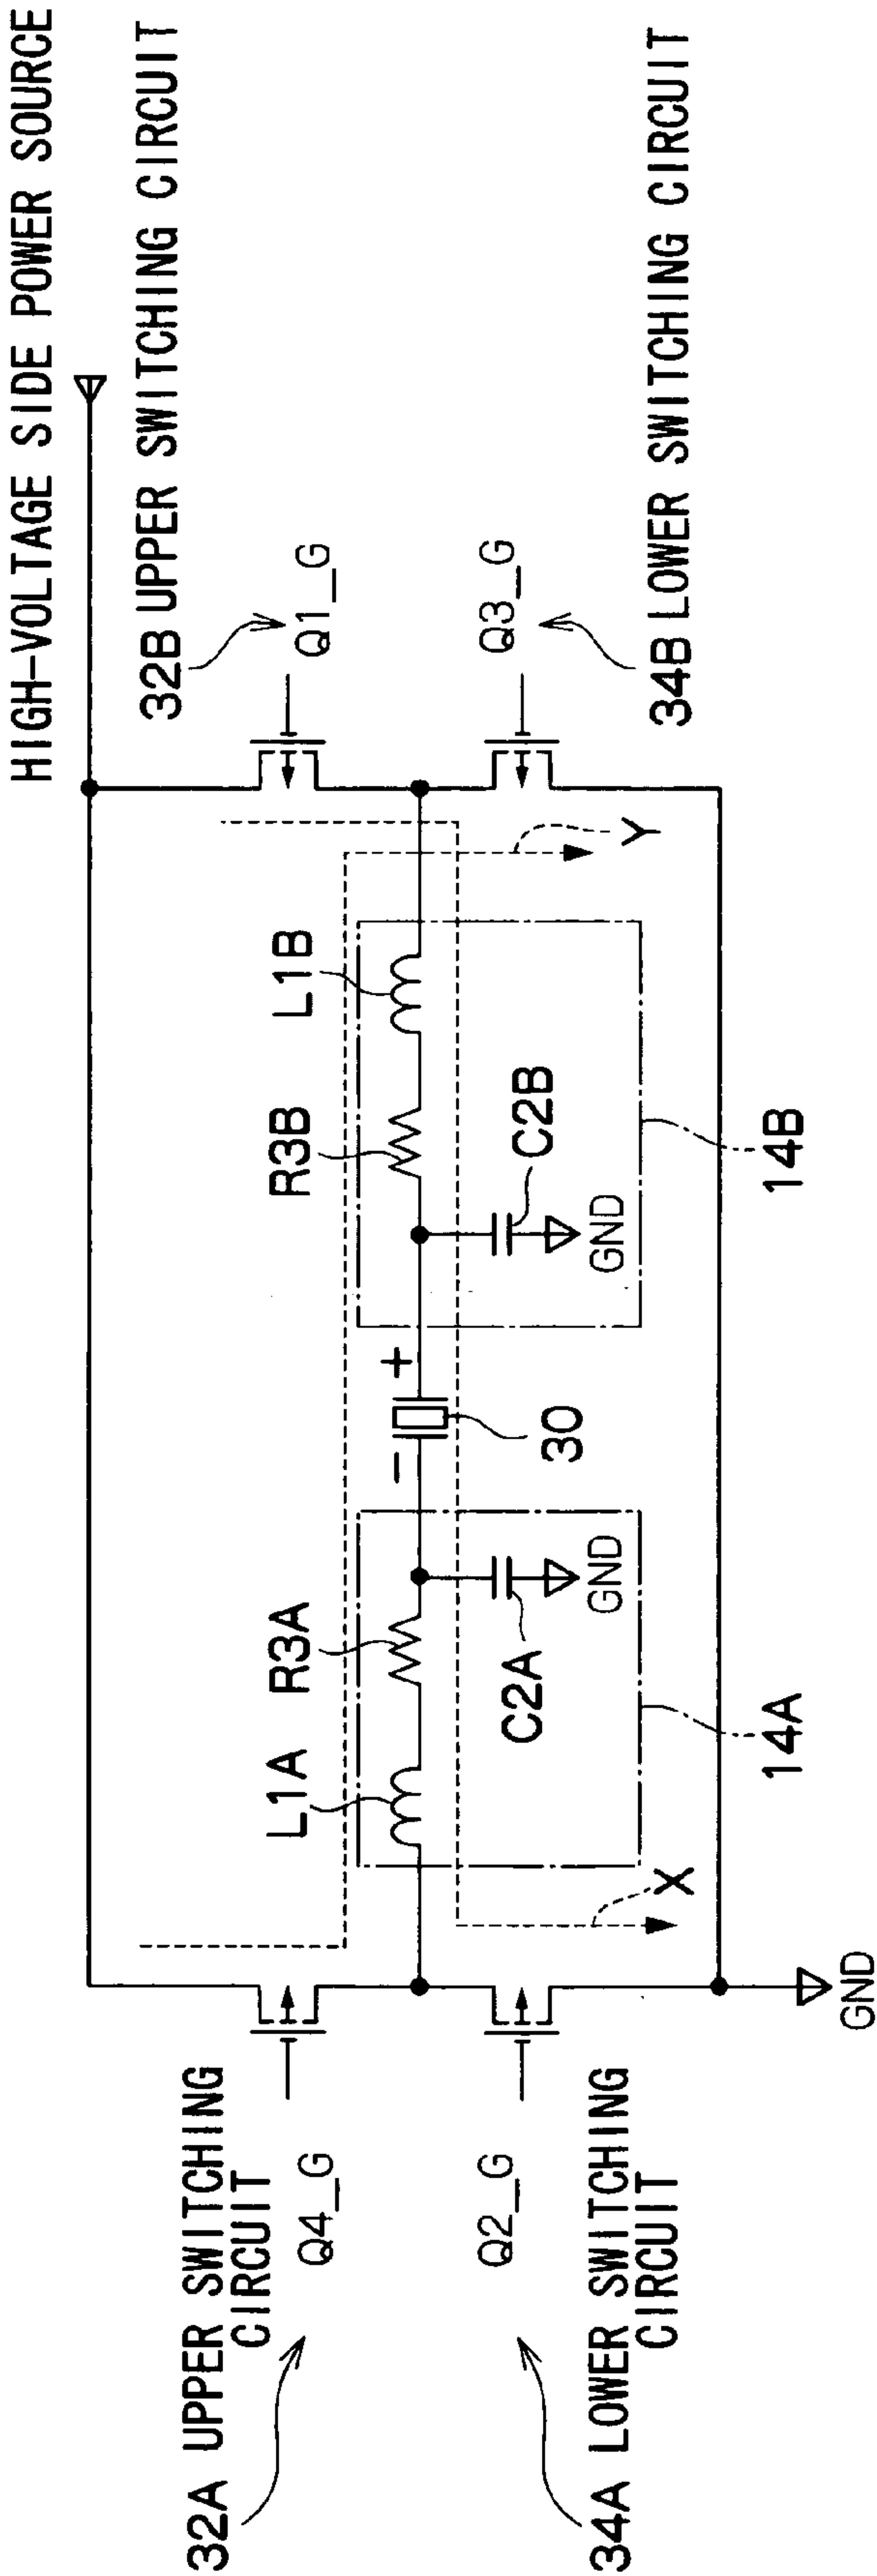 HIGH-VOLTAGE SIDE POWER SOURCE
32A UPPER SWITCHING
CIRCUIT
32B UPPER SWITCHING CIRCUIT
Q4_G
Q1_G
L1A
R3A
R3B
L1B
−
+
30
Q2_G
Q3_G
C2A
C2B
GND
GND
34A LOWER SWITCHING
CIRCUIT
34B LOWER SWITCHING CIRCUIT
X
Y
14A
14B
GND